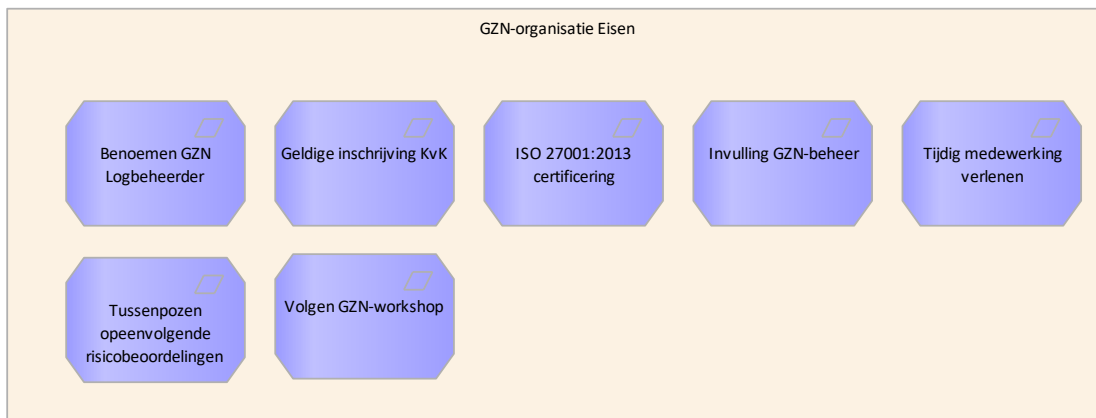 GZN-organisatie Eisen
Benoemen GZN
Logbeheerder
Geldige inschrijving KvK
ISO 27001:2013
certificering
Invulling GZN-beheer
Tijdig medewerking
verlenen
Tussenpozen
opeenvolgende
risicobeoordelingen
Volgen GZN-workshop